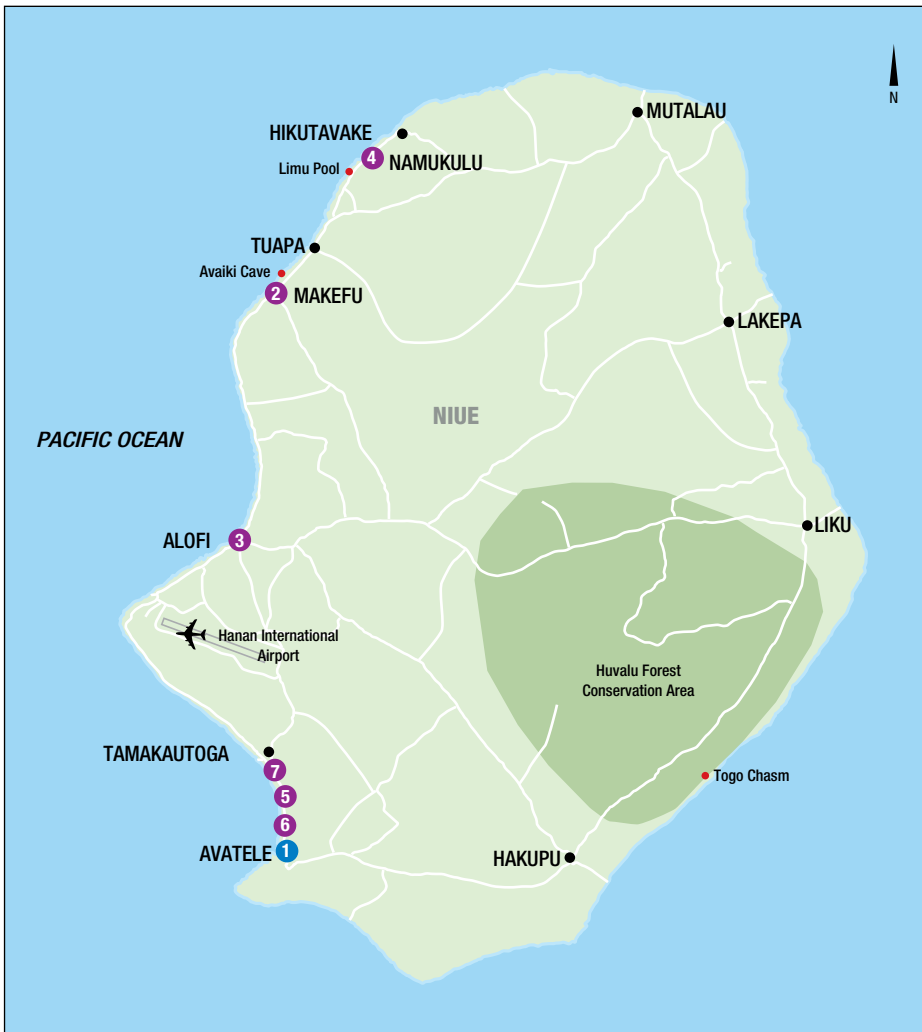 N
MUTALAU
HIKUTAVAKE
4
NAMUKULU
Limu Pool
TUAPA
Avaiki Cave
2
MAKEFU
LAKEPA
NIUE
PACIFIC OCEAN
LIKU
ALOFI
3
Hanan International
Airport
Huvalu Forest
Conservation Area
TAMAKAUTOGA
7
Togo Chasm
5
6
AVATELE
1
HAKUPU